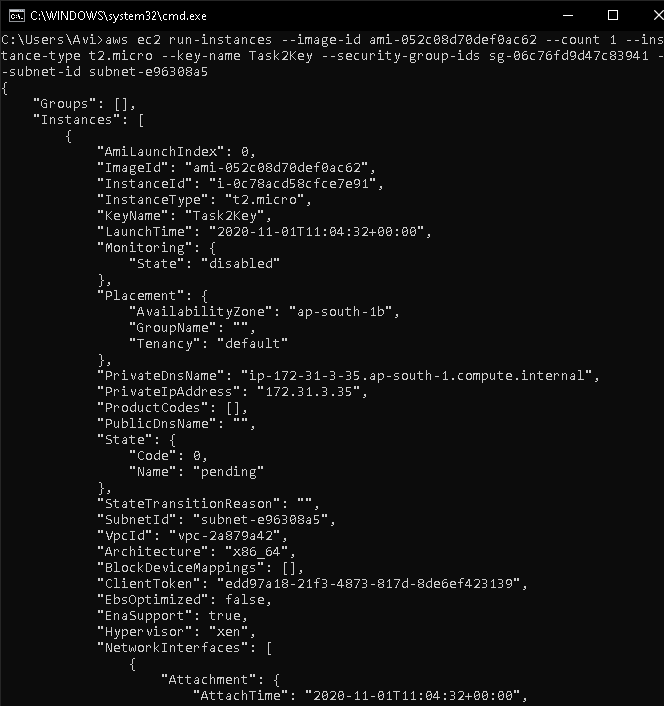 C:\WINDOWS\system32\cmd.exe
C:\Users\Avi>aws ec2 run-instances --image-id ami-052c08d70def0ac62 --count 1 --ins
tance-type t2.micro --key-name Task2Key --security-group-ids sg-06c76fd9d47c83941 -
-subnet-id subnet-e96308a5
{
    "Groups": [],
    "Instances": [
        {
            "AmiLaunchIndex": 0,
            "ImageId": "ami-052c08d70def0ac62",
            "InstanceId": "i-0c78acd58cfce7e91",
            "InstanceType": "t2.micro",
            "KeyName": "Task2Key",
            "LaunchTime": "2020-11-01T11:04:32+00:00",
            "Monitoring": {
                "State": "disabled"
            },
            "Placement": {
                "AvailabilityZone": "ap-south-1b",
                "GroupName": "",
                "Tenancy": "default"
            },
            "PrivateDnsName": "ip-172-31-3-35.ap-south-1.compute.internal",
            "PrivateIpAddress": "172.31.3.35",
            "ProductCodes": [],
            "PublicDnsName": "",
            "State": {
                "Code": 0,
                "Name": "pending"
            },
            "StateTransitionReason": "",
            "SubnetId": "subnet-e96308a5",
            "VpcId": "vpc-2a879a42",
            "Architecture": "x86_64",
            "BlockDeviceMappings": [],
            "ClientToken": "edd97a18-21f3-4873-817d-8de6ef423139",
            "EbsOptimized": false,
            "EnaSupport": true,
            "Hypervisor": "xen",
            "NetworkInterfaces": [
                {
                    "Attachment": {
                        "AttachTime": "2020-11-01T11:04:32+00:00",